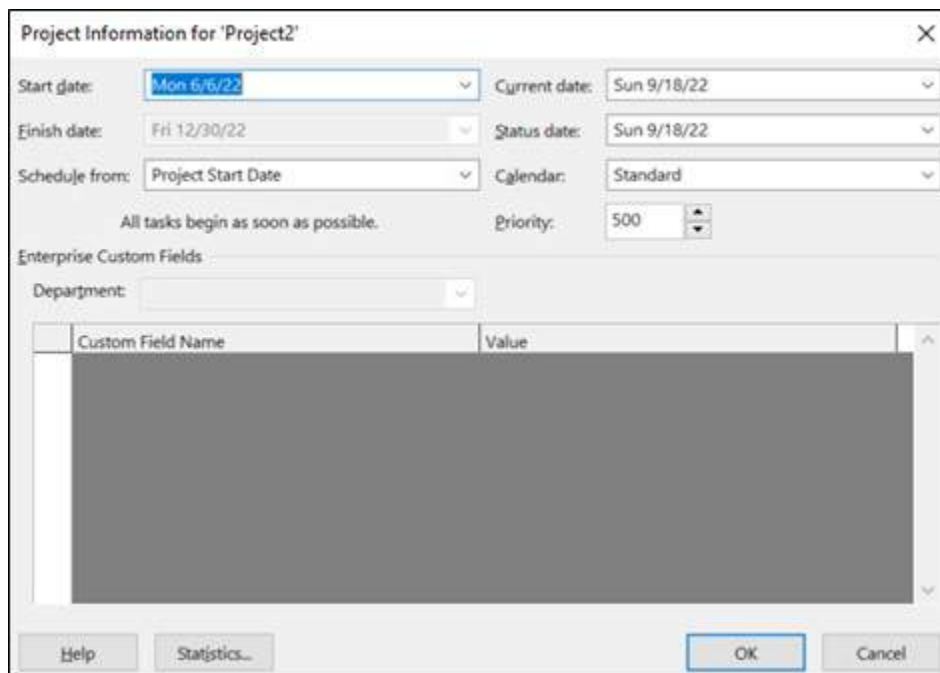 Project Information for 'Project2'
Start date: Mon 6/6/22 Current date: Sun 9/18/22
Finish date: Fri 12/30/22 Status date: Sun 9/18/22
Schedule from: Project Start Date Calendar: Standard
All tasks begin as soon as possible. Priority: 500
Enterprise Custom Fields
Department:
Custom Field Name Value
Help Statistics... OK Cancel